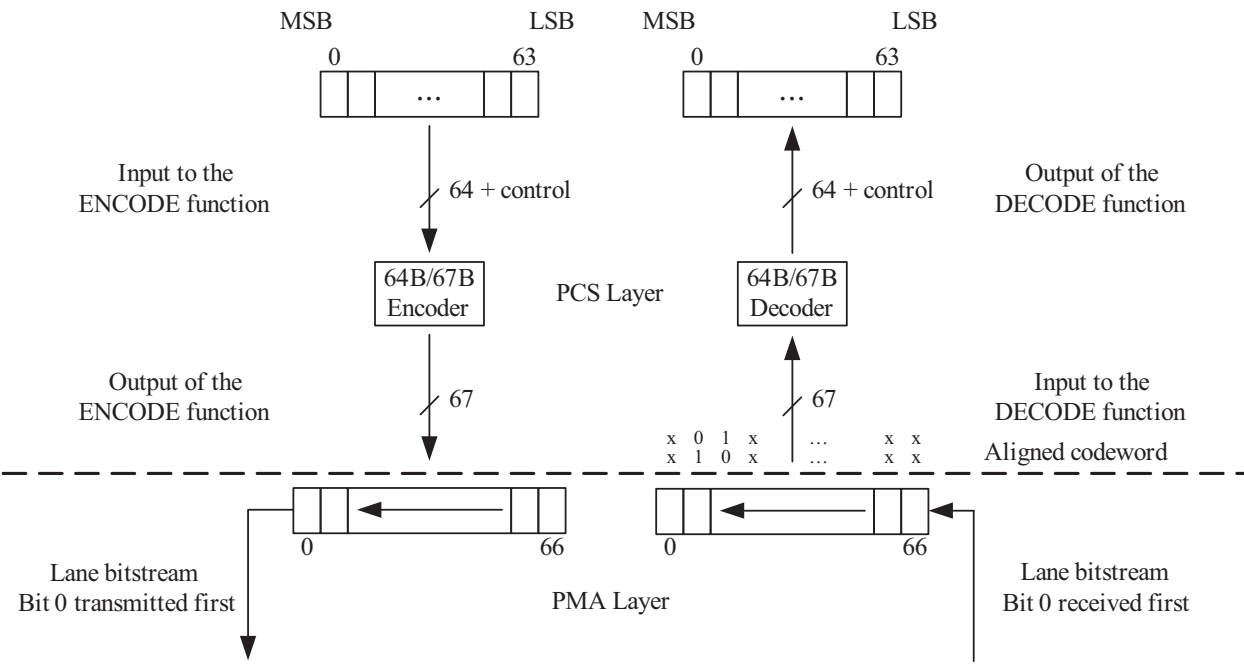 MSB LSB MSB LSB
0 63 0 63
... ...
Input to the
ENCODE function
64 + control
64 + control
Output of the
DECODE function
64B/67B
Encoder
PCS Layer
64B/67B
Decoder
Output of the
ENCODE function
67
67
Input to the
DECODE function
x 0 1 x ... x x
x 1 0 x ... x x
Aligned codeword
0 66 0 66
Lane bitstream
Bit 0 transmitted first
PMA Layer
Lane bitstream
Bit 0 received first